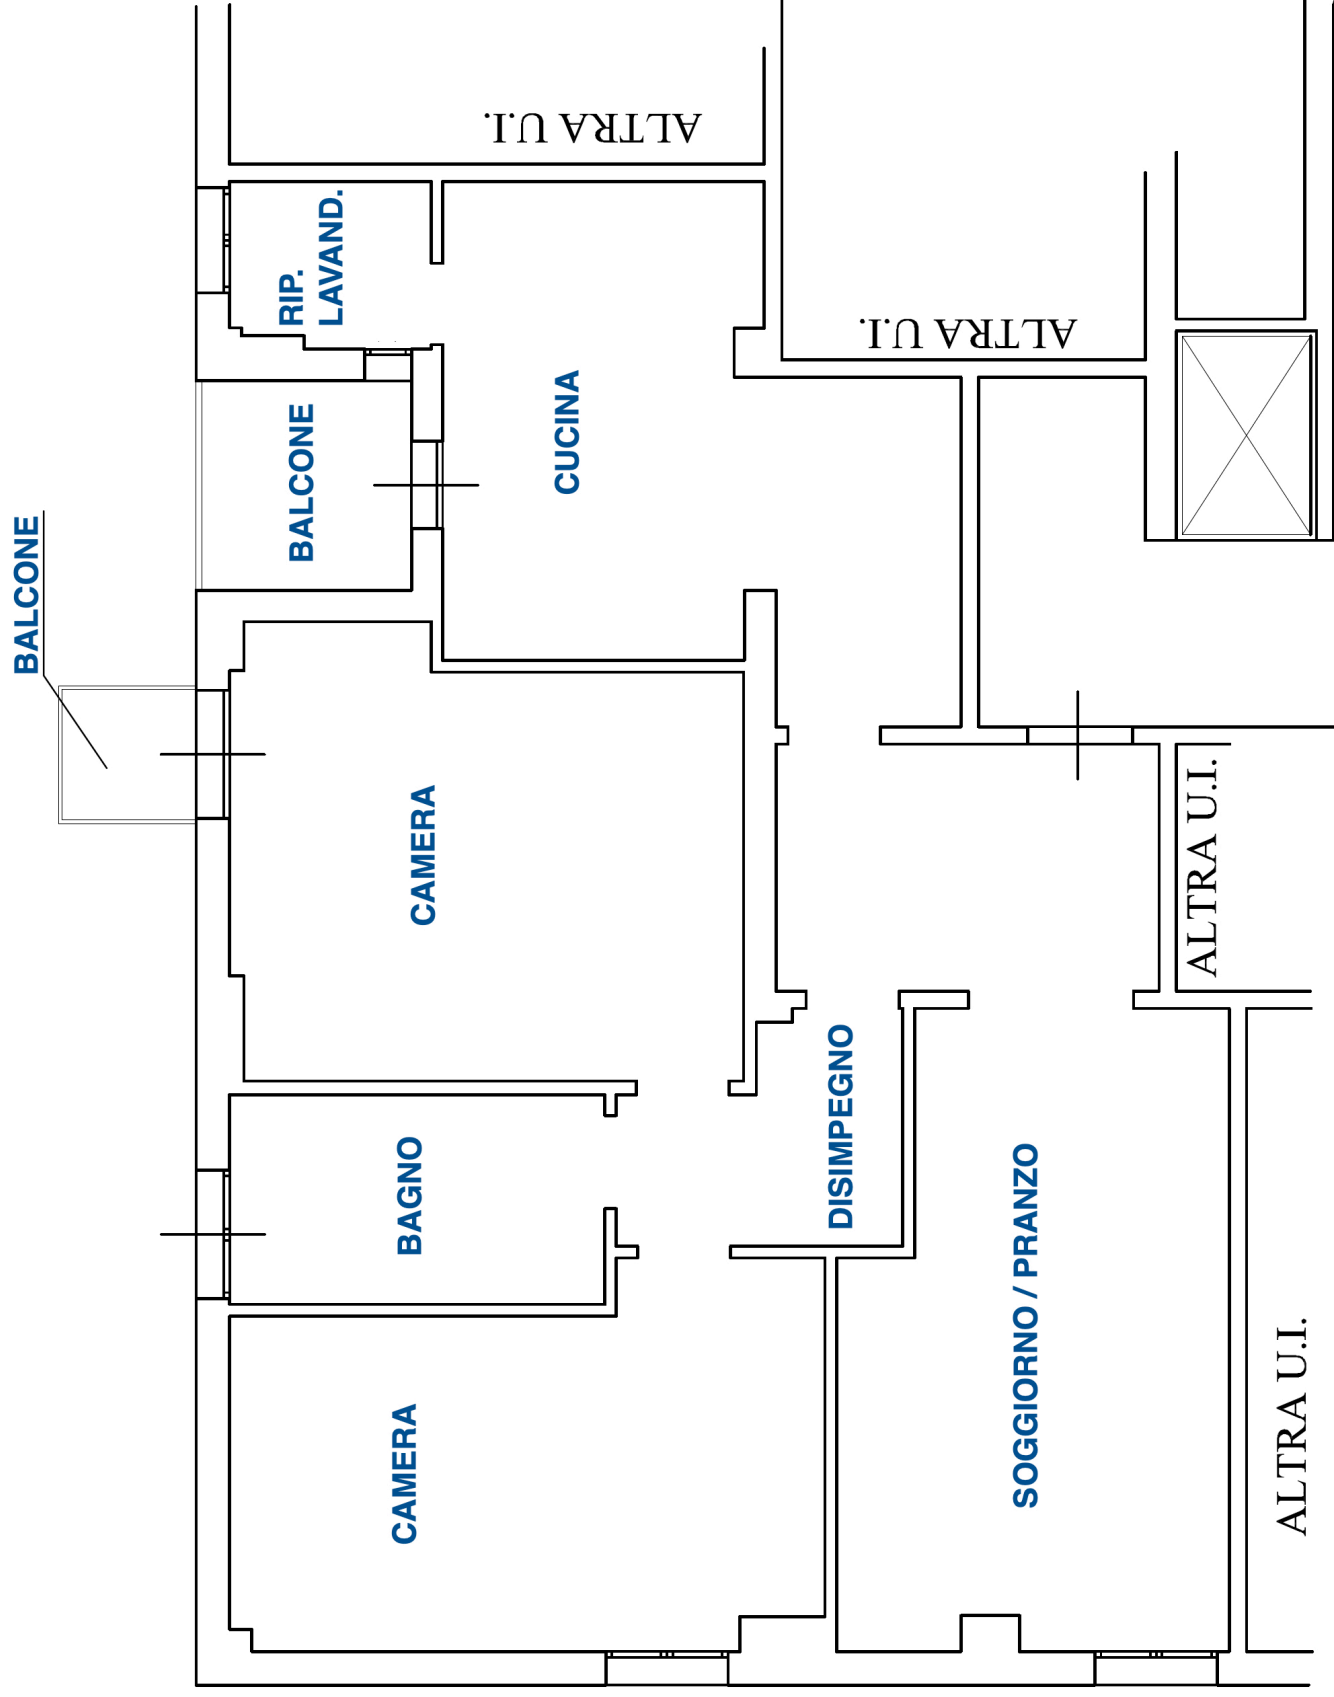 ALTRA U.I.
RIP.
LAVAND.
ALTRA U.I.
BALCONE
CUCINA
BALCONE
CAMERA
ALTRA U.I.
DISIMPEGNO
BAGNO
SOGGIORNO / PRANZO
CAMERA
ALTRA U.I.